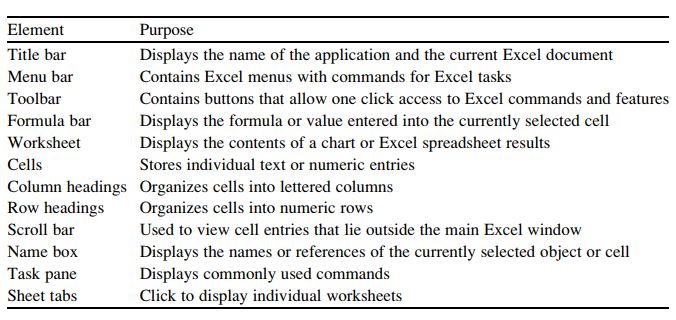 Element Purpose
Title bar Displays the name of the application and the current Excel document
Menu bar Contains Excel menus with commands for Excel tasks
Toolbar Contains buttons that allow one click access to Excel commands and features
Formula bar Displays the formula or value entered into the currently selected cell
Worksheet Displays the contents of a chart or Excel spreadsheet results
Cells Stores individual text or numeric entries
Column headings Organizes cells into lettered columns
Row headings Organizes cells into numeric rows
Scroll bar Used to view cell entries that lie outside the main Excel window
Name box Displays the names or references of the currently selected object or cell
Task pane Displays commonly used commands
Sheet tabs Click to display individual worksheets